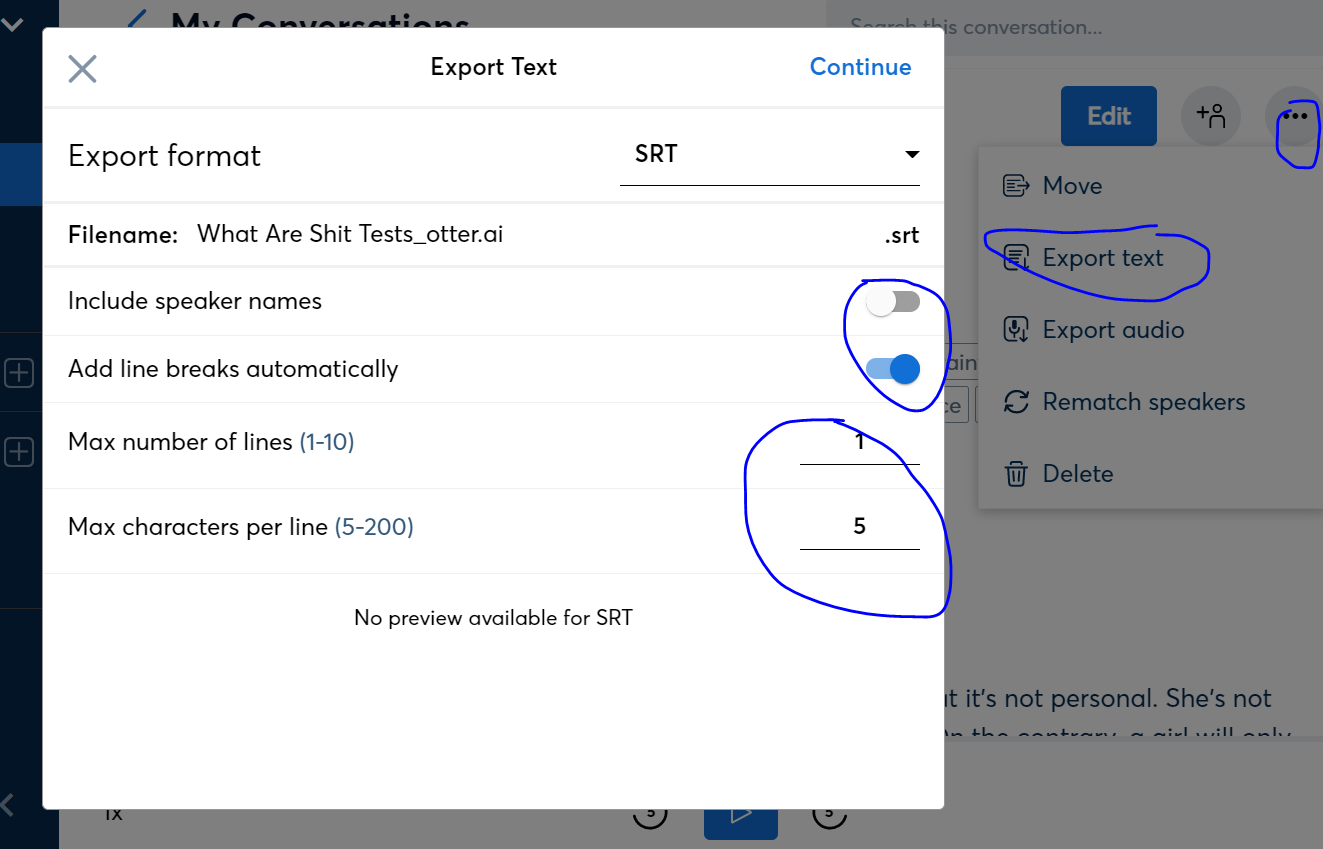 My Conversations
Search this conversation...
Export Text
Continue
Edit
Export format
SRT
Move
Filename: What Are Shit Tests_otter.ai
.srt
Export text
Include speaker names
Export audio
Add line breaks automatically
Rematch speakers
Max number of lines (1-10)
1
Delete
Max characters per line (5-200)
5
No preview available for SRT
it's not personal. She's not
the contrary, a girl will only
1x
5
5